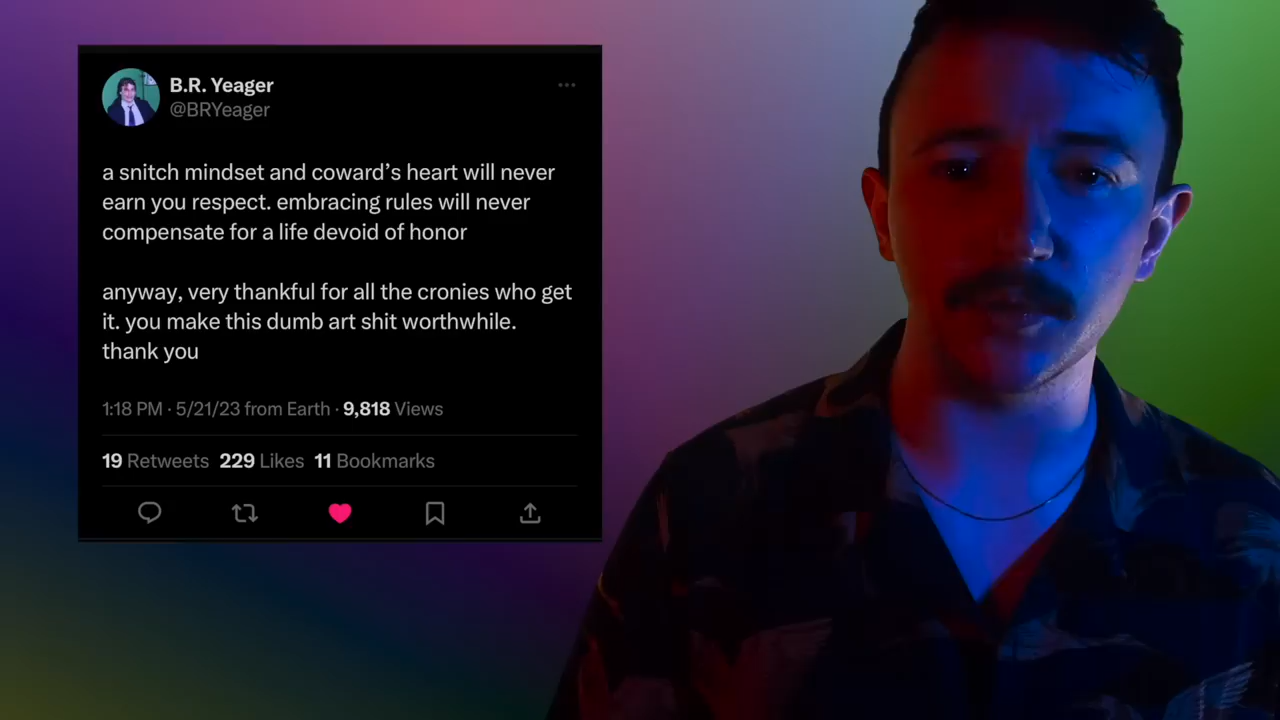 B.R. Yeager
@BRYeager
a snitch mindset and coward’s heart will never
earn you respect. embracing rules will never
compensate for a life devoid of honor
anyway, very thankful for all the cronies who get
it. you make this dumb art shit worthwhile.
thank you
1:18 PM · 5/21/23 from Earth · 9,818 Views
19 Retweets 229 Likes 11 Bookmarks